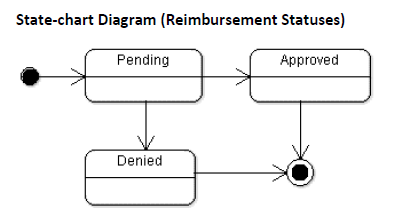 State-chart Diagram (Reimbursement Statuses)
Pending
Approved
Denied